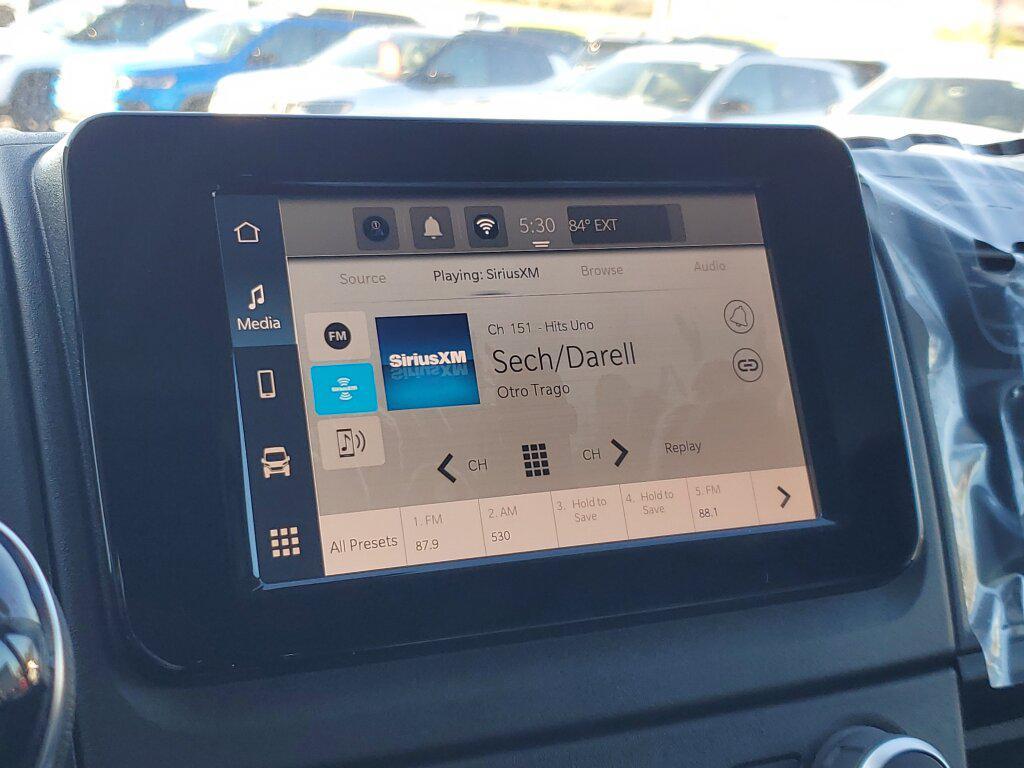 5:30 84° EXT
Source Playing: SiriusXM Browse Audio
Media
FM
SiriusXM
Ch 151 - Hits Uno
Sech/Darell
Otro Trago
CH CH Replay
All Presets
1. FM
87.9
2. AM
530
3. Hold to
Save
4. Hold to
Save
5. FM
88.1